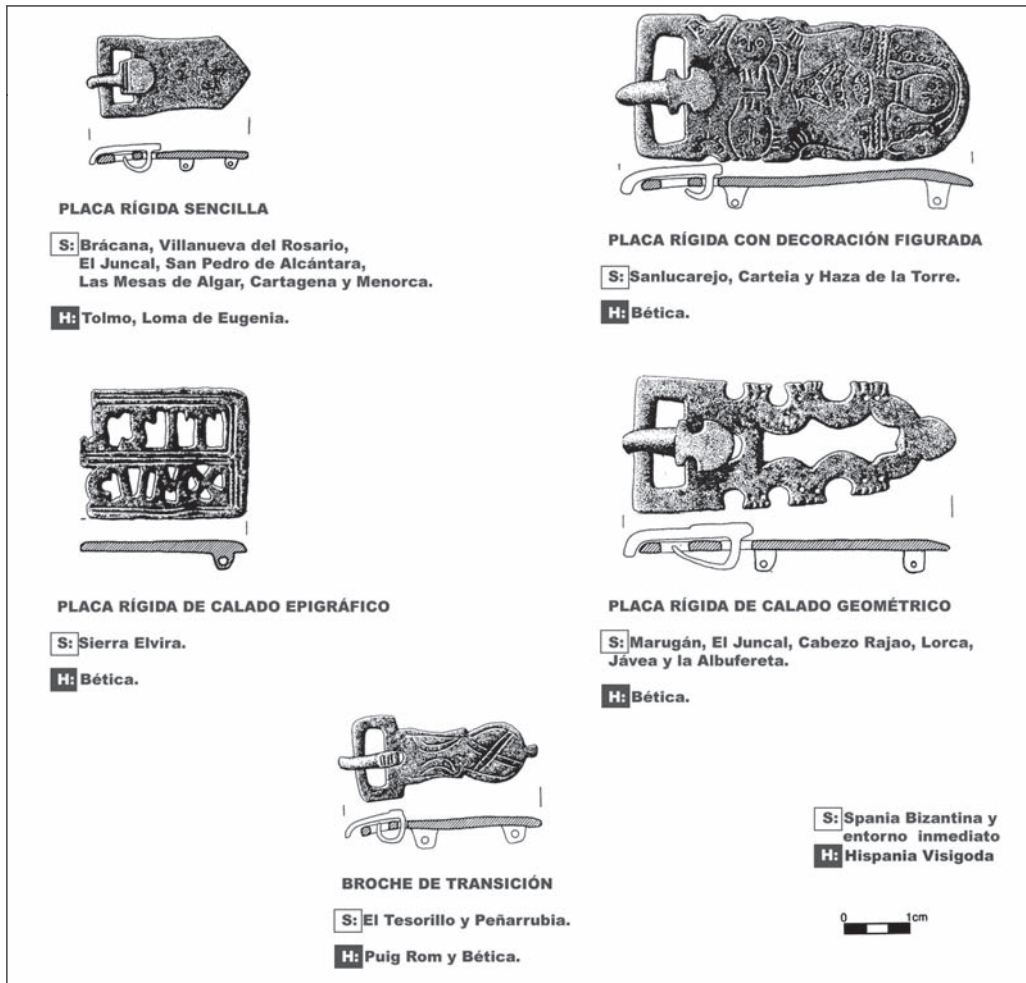 PLACA RÍGIDA SENCILLA
S: Brácana, Villanueva del Rosario,
El Juncal, San Pedro de Alcántara,
Las Mesas de Algar, Cartagena y Menorca.
H: Tolmo, Loma de Eugenia.
PLACA RÍGIDA CON DECORACIÓN FIGURADA
S: Sanlucarejo, Carteia y Haza de la Torre.
H: Bética.
PLACA RÍGIDA DE CALADO EPIGRÁFICO
S: Sierra Elvira.
H: Bética.
PLACA RÍGIDA DE CALADO GEOMÉTRICO
S: Marugán, El Juncal, Cabezo Rajao, Lorca,
Jávea y la Albufereta.
H: Bética.
BROCHE DE TRANSICIÓN
S: El Tesorillo y Peñarrubia.
H: Puig Rom y Bética.
S: Spania Bizantina y
entorno inmediato
H: Hispania Visigoda
0 1cm